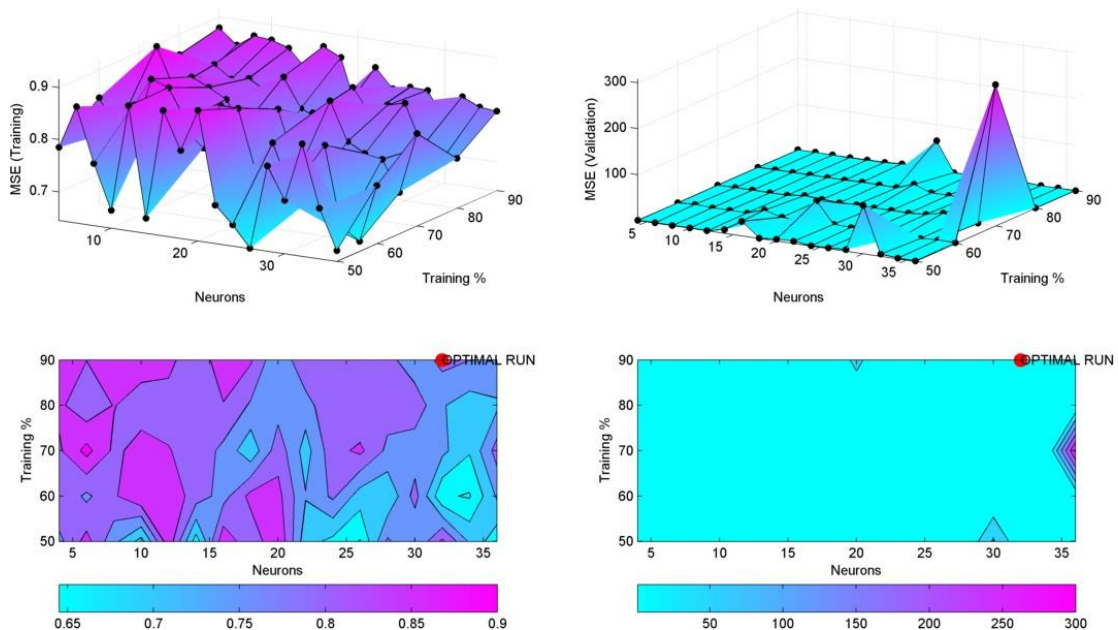 MSE (Training)
0.9
0.8
0.7
10
20
30
50
60
70
80
90
Neurons
Training %
MSE (Validation)
300
200
100
5
10
15
20
25
30
35
50
60
70
80
90
Neurons
Training %
OPTIMAL RUN
Training %
90
80
70
60
50
5 10 15 20 25 30 35
Neurons
0.65 0.7 0.75 0.8 0.85 0.9
OPTIMAL RUN
Training %
90
80
70
60
50
5 10 15 20 25 30 35
Neurons
50 100 150 200 250 300